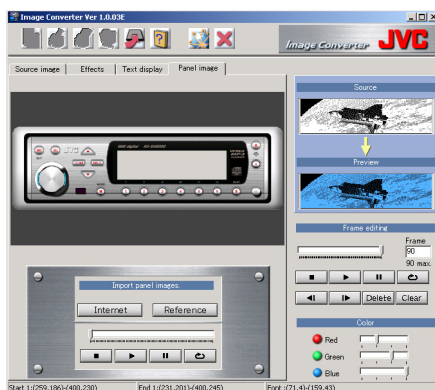 Image Converter Ver 1.0.03E
Image Converter JVC
Source image Effects Text display Panel image
Source
Preview
JVC
Frame editing
Frame
90
90 max.
Delete Clear
Import panel images.
Internet Reference
Color
Red
Green
Blue
Start 1:(259,186)-(400,230) End 1:(231,201)-(400,245) Font :(71,4)-(159,43)